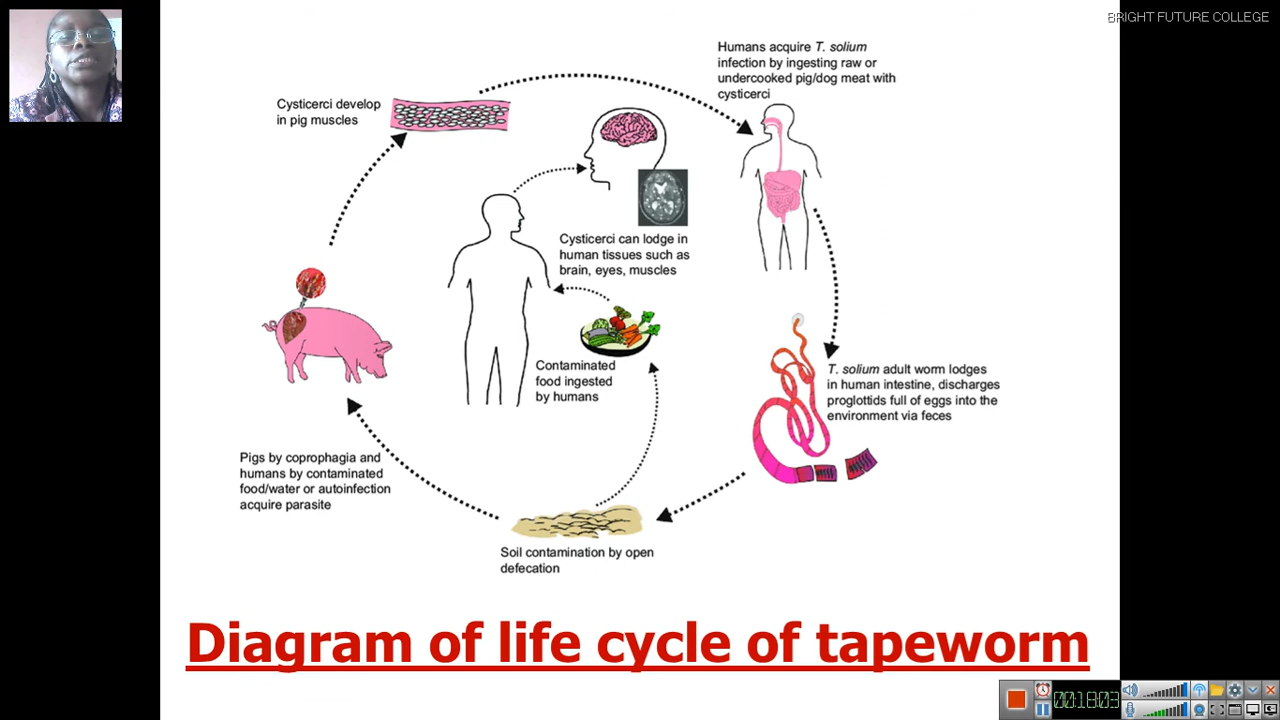 BRIGHT FUTURE COLLEGE
Humans acquire T. solium
infection by ingesting raw or
undercooked pig/dog meat with
cysticerci
Cysticerci develop
in pig muscles
Cysticerci can lodge in
human tissues such as
brain, eyes, muscles
Contaminated
food ingested
by humans
T. solium adult worm lodges
in human intestine, discharges
proglottids full of eggs into the
environment via feces
Pigs by coprophagia and
humans by contaminated
food/water or autoinfection
acquire parasite
Soil contamination by open
defecation
Diagram of life cycle of tapeworm
00:18:03